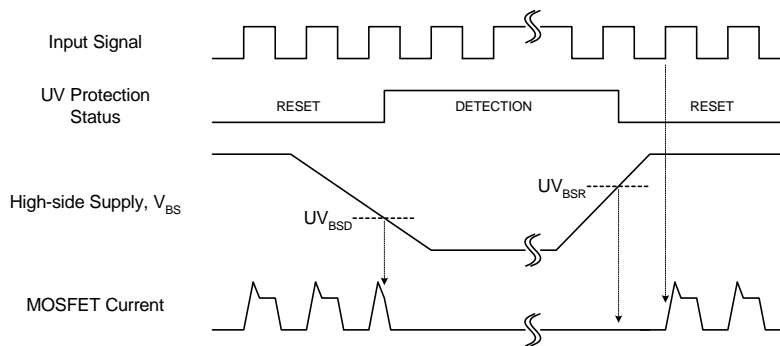 Input Signal
UV Protection
Status
RESET
DETECTION
RESET
High-side Supply, V_BS
UV_BSD
UV_BSR
MOSFET Current